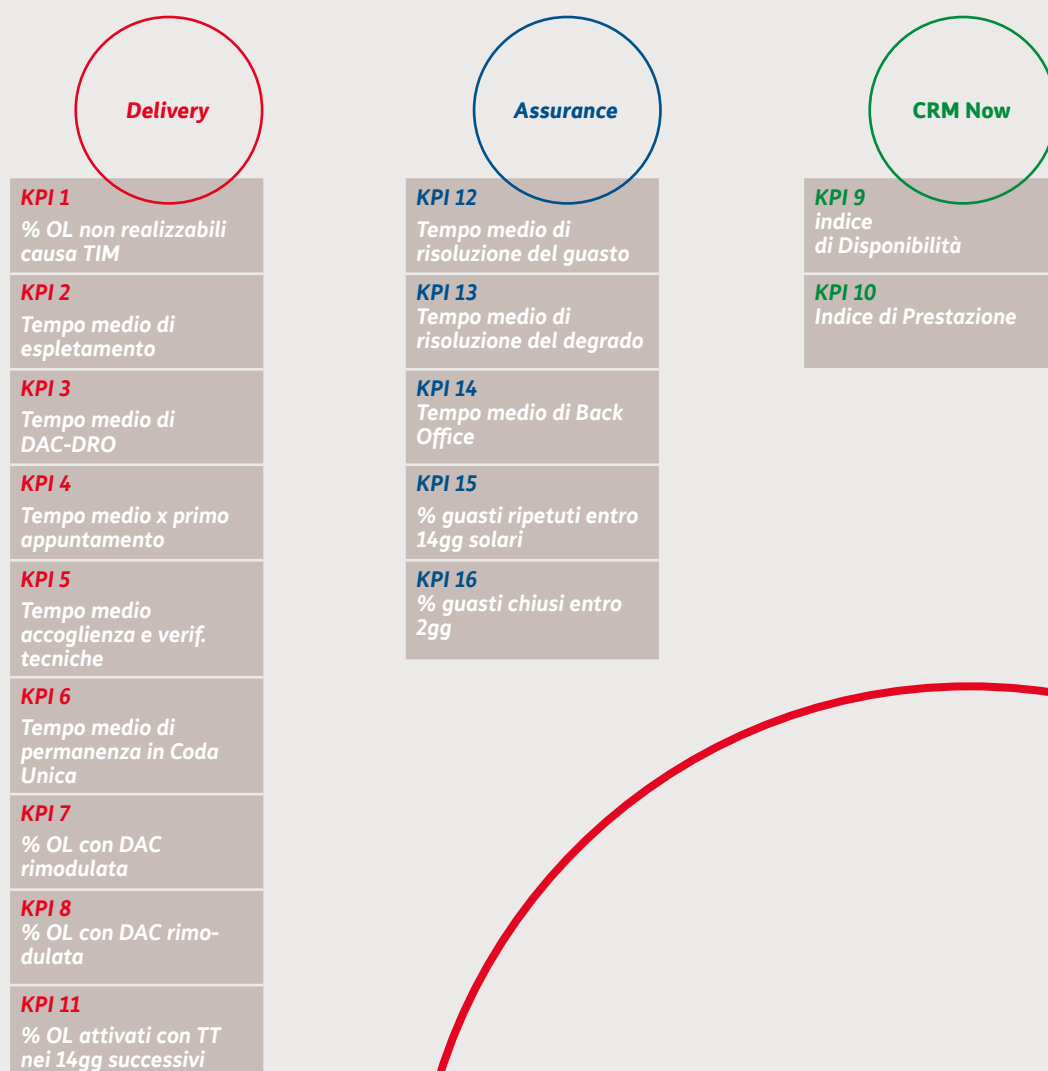 Delivery
KPI 1
% OL non realizzabili
causa TIM
KPI 2
Tempo medio di
espletamento
KPI 3
Tempo medio di
DAC-DRO
KPI 4
Tempo medio x primo
appuntamento
KPI 5
Tempo medio
accoglienza e verif.
tecniche
KPI 6
Tempo medio di
permanenza in Coda
Unica
KPI 7
% OL con DAC
rimodulata
KPI 8
% OL con DAC rimo-
dulata
KPI 11
% OL attivati con TT
nei 14gg successivi
Assurance
KPI 12
Tempo medio di
risoluzione del guasto
KPI 13
Tempo medio di
risoluzione del degrado
KPI 14
Tempo medio di Back
Office
KPI 15
% guasti ripetuti entro
14gg solari
KPI 16
% guasti chiusi entro
2gg
CRM Now
KPI 9
indice
di Disponibilità
KPI 10
Indice di Prestazione